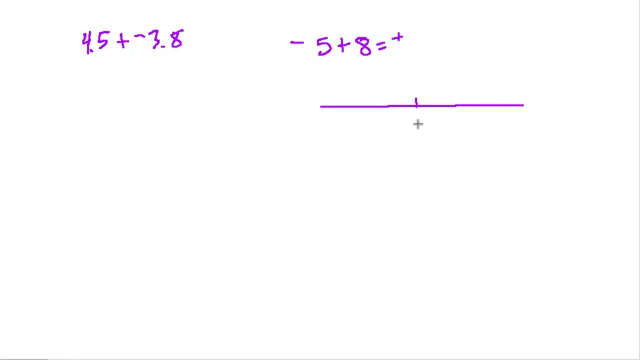 4.5 + -3.8
- 5 + 8 = +